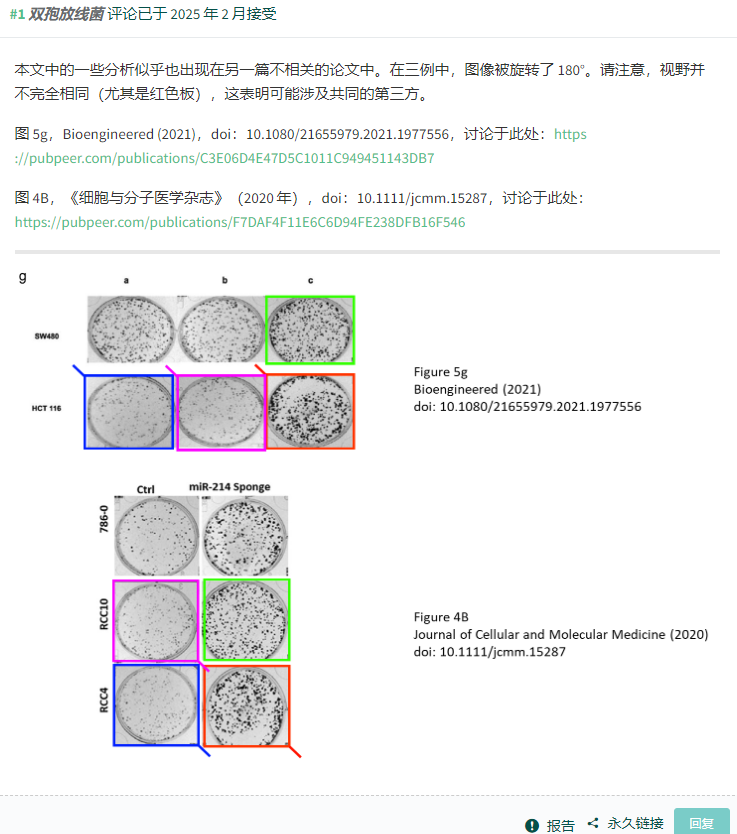 #1 双孢放线菌 评论已于 2025 年 2 月接受
本文中的一些分析似乎也出现在另一篇不相关的论文中。在三例中，图像被旋转了 180°。请注意，视野并
不完全相同（尤其是红色板），这表明可能涉及共同的第三方。
图 5g，Bioengineered (2021)，doi：10.1080/21655979.2021.1977556，讨论于此处：https
://pubpeer.com/publications/C3E06D4E47D5C1011C949451143DB7
图 4B，《细胞与分子医学杂志》（2020 年），doi：10.1111/jcmm.15287，讨论于此处：
https://pubpeer.com/publications/F7DAF4F11E6C6D94FE238DFB16F546
g
a b c
SW480
HCT 116
Figure 5g
Bioengineered (2021)
doi: 10.1080/21655979.2021.1977556
Ctrl miR-214 Sponge
786-0
RCC10
RCC4
Figure 4B
Journal of Cellular and Molecular Medicine (2020)
doi: 10.1111/jcmm.15287
报告 永久链接 回复